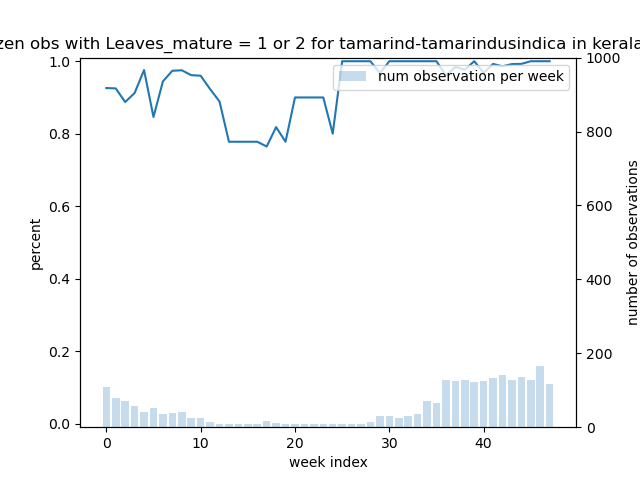 zen obs with Leaves_mature = 1 or 2 for tamarind-tamarindusindica in kerala
num observation per week
1.0
0.8
0.6
0.4
0.2
0.0
percent
1000
800
600
400
200
0
number of observations
0 10 20 30 40
week index